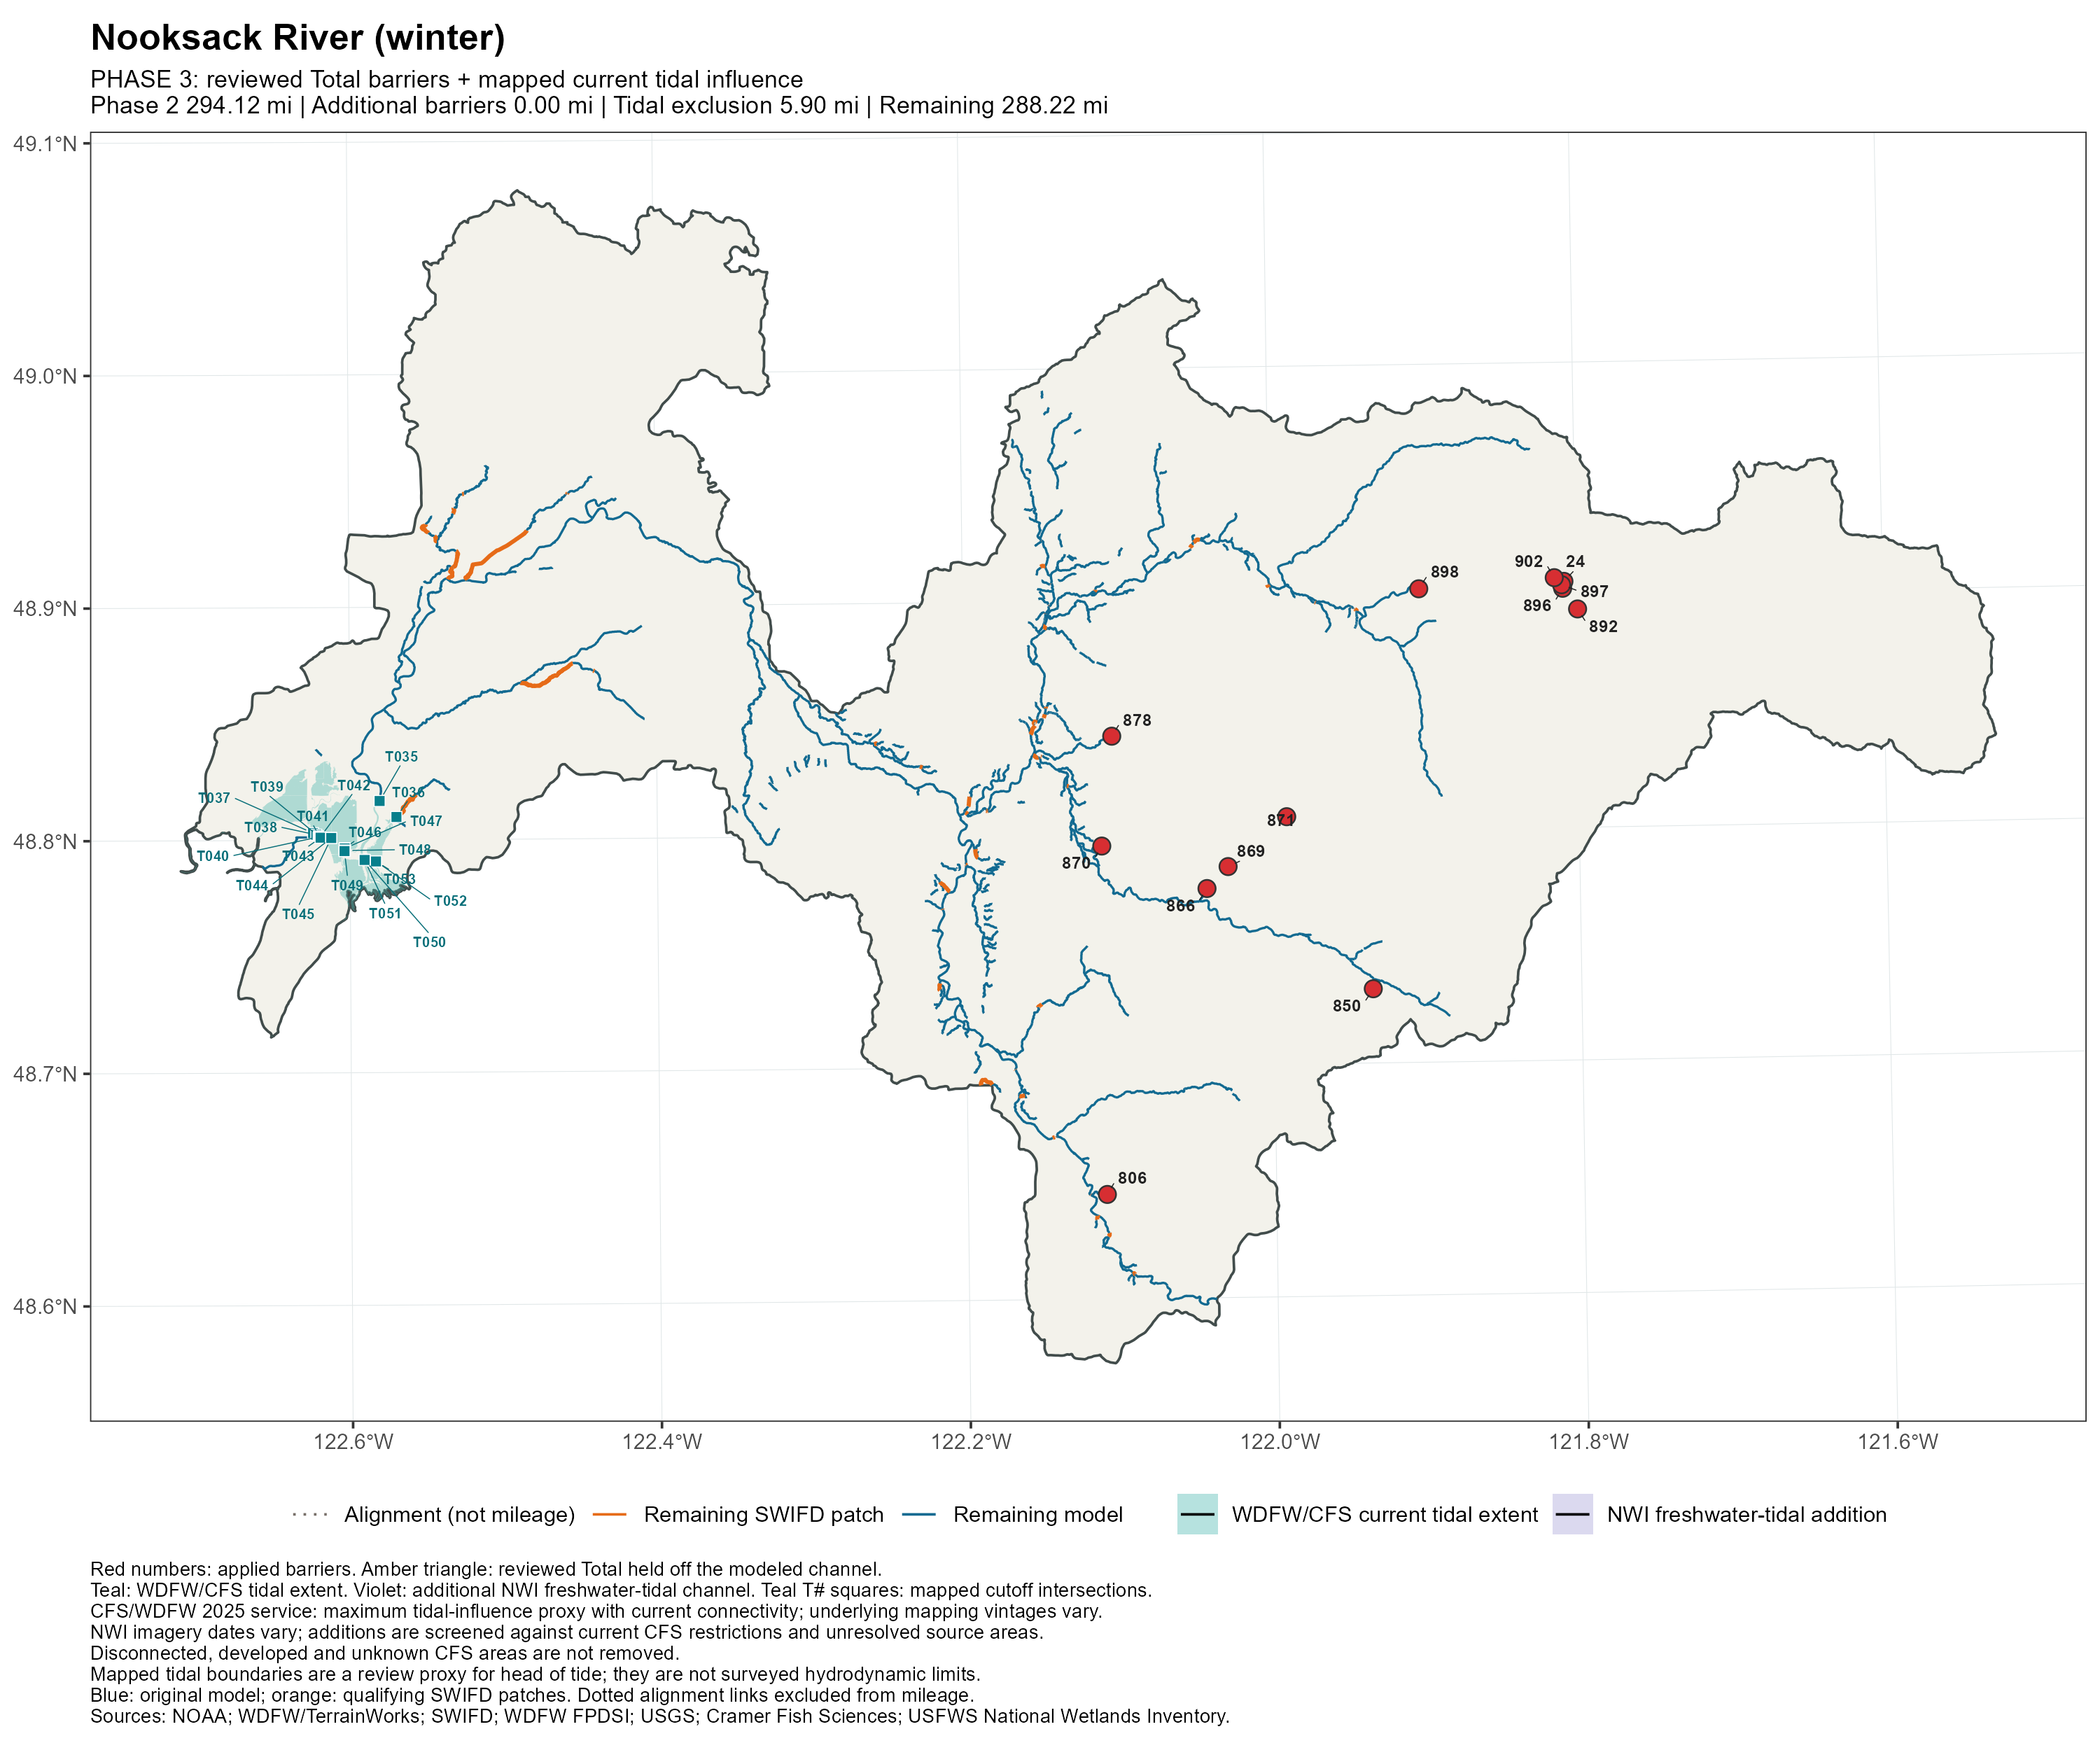 Nooksack River (winter)
PHASE 3: reviewed Total barriers + mapped current tidal influence
Phase 2 294.12 mi | Additional barriers 0.00 mi | Tidal exclusion 5.90 mi | Remaining 288.22 mi
49.1°N
49.0°N
48.9°N
48.8°N
48.7°N
48.6°N
902
24
898
897
896
892
878
871
870
869
866
850
806
T035
T039
T042
T036
T037
T041
T047
T038
T046
T048
T040
T043
T053
T044
T049
T052
T045
T051
T050
122.6°W
122.4°W
122.2°W
122.0°W
121.8°W
121.6°W
Alignment (not mileage)
Remaining SWIFD patch
Remaining model
WDFW/CFS current tidal extent
NWI freshwater-tidal addition
Red numbers: applied barriers. Amber triangle: reviewed Total held off the modeled channel.
Teal: WDFW/CFS tidal extent. Violet: additional NWI freshwater-tidal channel. Teal T# squares: mapped cutoff intersections.
CFS/WDFW 2025 service: maximum tidal-influence proxy with current connectivity; underlying mapping vintages vary.
NWI imagery dates vary; additions are screened against current CFS restrictions and unresolved source areas.
Disconnected, developed and unknown CFS areas are not removed.
Mapped tidal boundaries are a review proxy for head of tide; they are not surveyed hydrodynamic limits.
Blue: original model; orange: qualifying SWIFD patches. Dotted alignment links excluded from mileage.
Sources: NOAA; WDFW/TerrainWorks; SWIFD; WDFW FPDSI; USGS; Cramer Fish Sciences; USFWS National Wetlands Inventory.